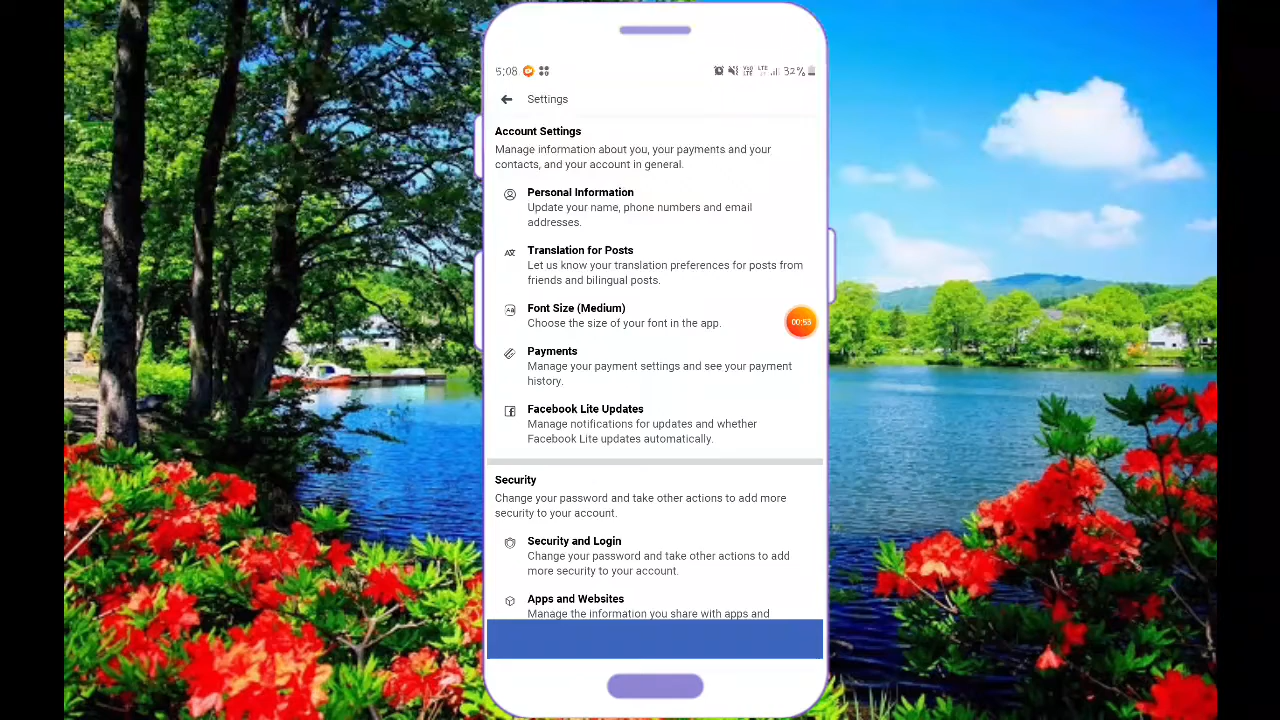 5:08
VoD LTE
LTE
32%
Settings
Account Settings
Manage information about you, your payments and your
contacts, and your account in general.
Personal Information
Update your name, phone numbers and email
addresses.
Translation for Posts
Let us know your translation preferences for posts from
friends and bilingual posts.
Font Size (Medium)
Choose the size of your font in the app.
00:53
Payments
Manage your payment settings and see your payment
history.
Facebook Lite Updates
Manage notifications for updates and whether
Facebook Lite updates automatically.
Security
Change your password and take other actions to add more
security to your account.
Security and Login
Change your password and take other actions to add
more security to your account.
Apps and Websites
Manage the information you share with apps and